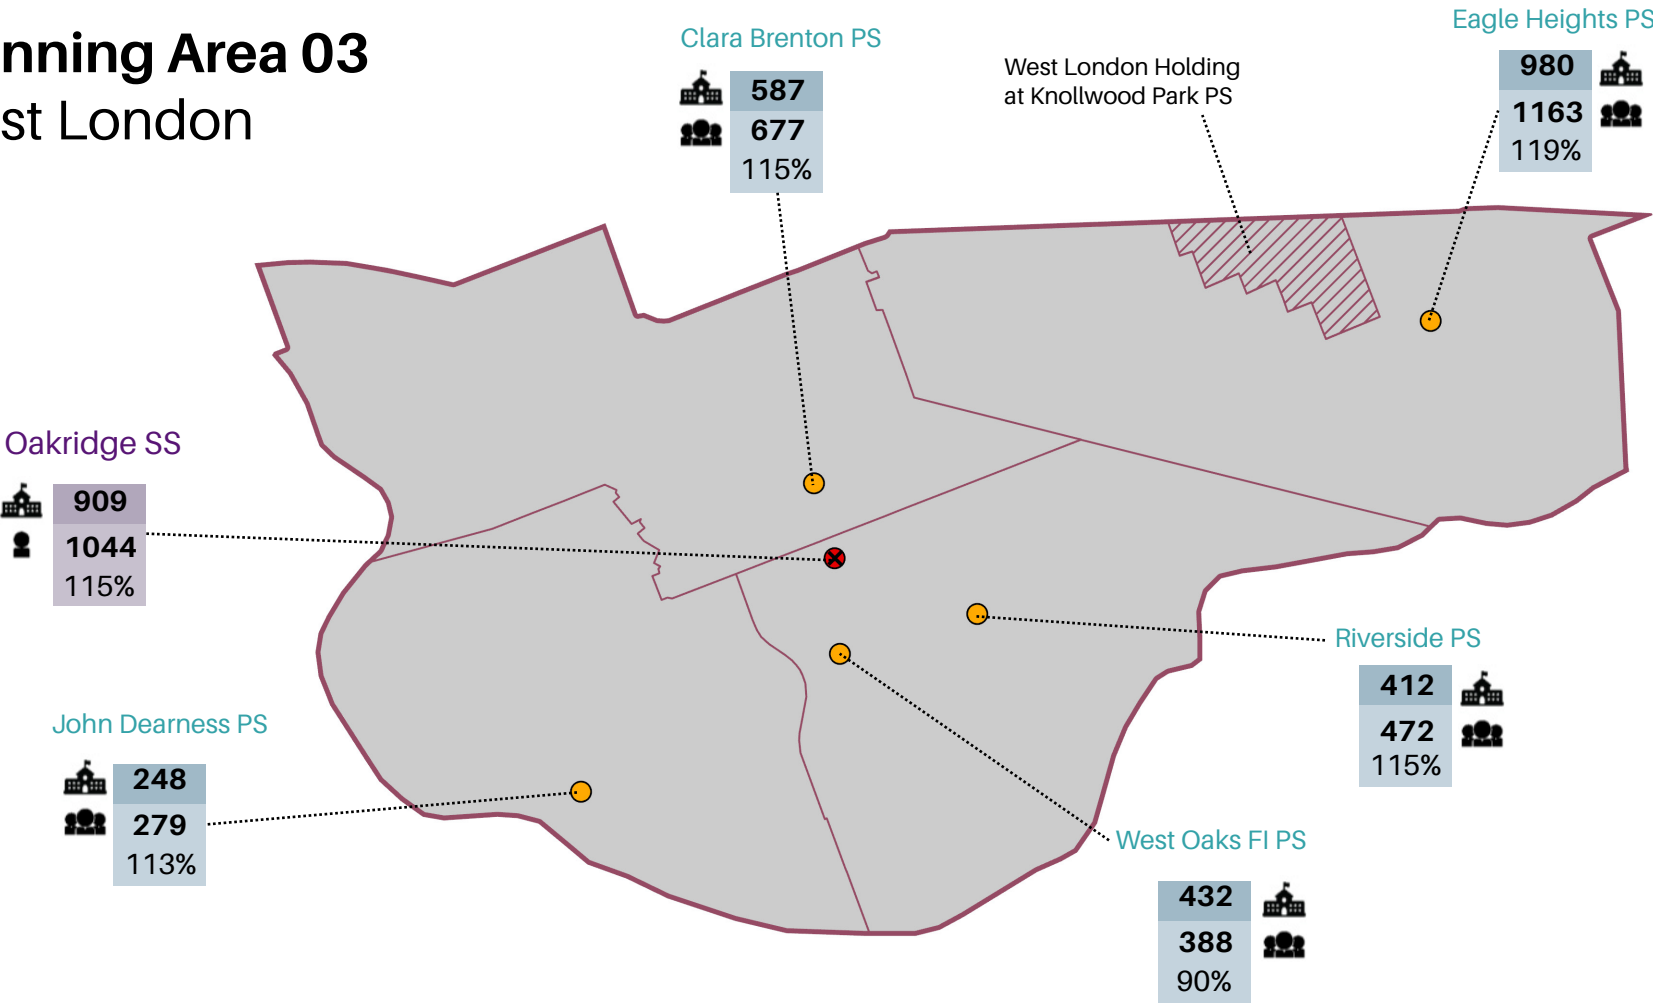 nning Area 03
st London
Clara Brenton PS
587
677
115%
West London Holding
at Knollwood Park PS
Eagle Heights PS
980
1163
119%
Oakridge SS
909
1044
115%
Riverside PS
412
472
115%
John Dearness PS
248
279
113%
West Oaks FI PS
432
388
90%